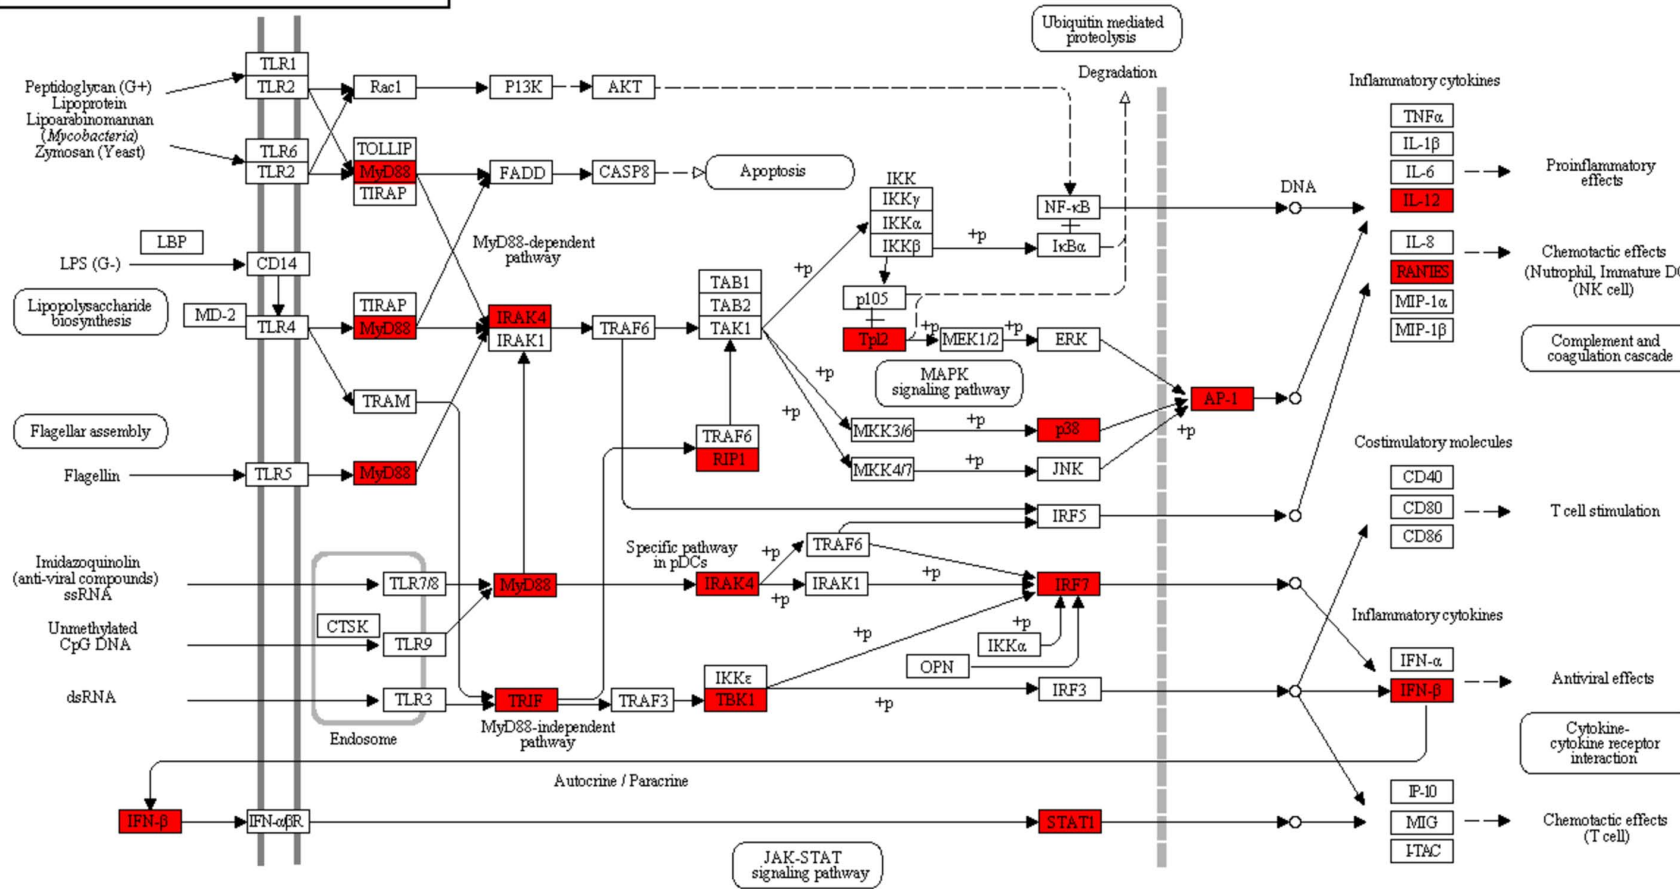 Ubiquitin mediated
proteolysis
Degradation
Inflammatory cytokines
Peptidoglycan (G+)
Lipoprotein
Lipoarabinomannan
(Mycobacteria)
Zymosan (Yeast)
TLR1
TLR2
Rac1
P13K
AKT
TNFα
IL-1β
IL-6
IL-12
Proinflammatory
effects
TLR6
TLR2
TOLLIP
MyD88
TIRAP
FADD
CASP8
Apoptosis
IKK
IKKγ
IKKα
IKKβ
+p
NF-κB
IκBα
DNA
LBP
LPS (G-)
CD14
MyD88-dependent
pathway
+p
IL-8
RANTES
MIP-1α
MIP-1β
Chemotactic effects
(Nutrophil, Immature DC
(NK cell)
Lipopolysaccharide
biosynthesis
MD-2
TLR4
TIRAP
MyD88
IRAK4
IRAK1
TRAF6
TAB1
TAB2
TAK1
p105
Tpl2
+p
MEK1/2
+p
ERK
Complement and
coagulation cascade
MAPK
signaling pathway
+p
+p
TRAM
AP-1
+p
Flagellar assembly
TRAF6
RIP1
MKK3/6
+p
p38
Flagellin
TLR5
MyD88
MKK4/7
+p
JNK
Costimulatory molecules
CD40
CD80
CD86
T cell stimulation
IRF5
Imidazoquinolin
(anti-viral compounds)
ssRNA
TLR7/8
MyD88
Specific pathway
in pDCs
IRAK4
+p
+p
TRAF6
IRAK1
+p
IRF7
Unmethylated
CpG DNA
CTSK
TLR9
+p
+p
IKKα
OPN
Inflammatory cytokines
IFN-α
IFN-β
Antiviral effects
dsRNA
TLR3
TRIF
TRAF3
IKKε
TBK1
+p
IRF3
MyD88-independent
pathway
Endosome
Cytokine-
cytokine receptor
interaction
Autocrine / Paracrine
IFN-β
IFN-αβR
STAT1
IP-10
MIG
I-TAC
Chemotactic effects
(T cell)
JAK-STAT
signaling pathway